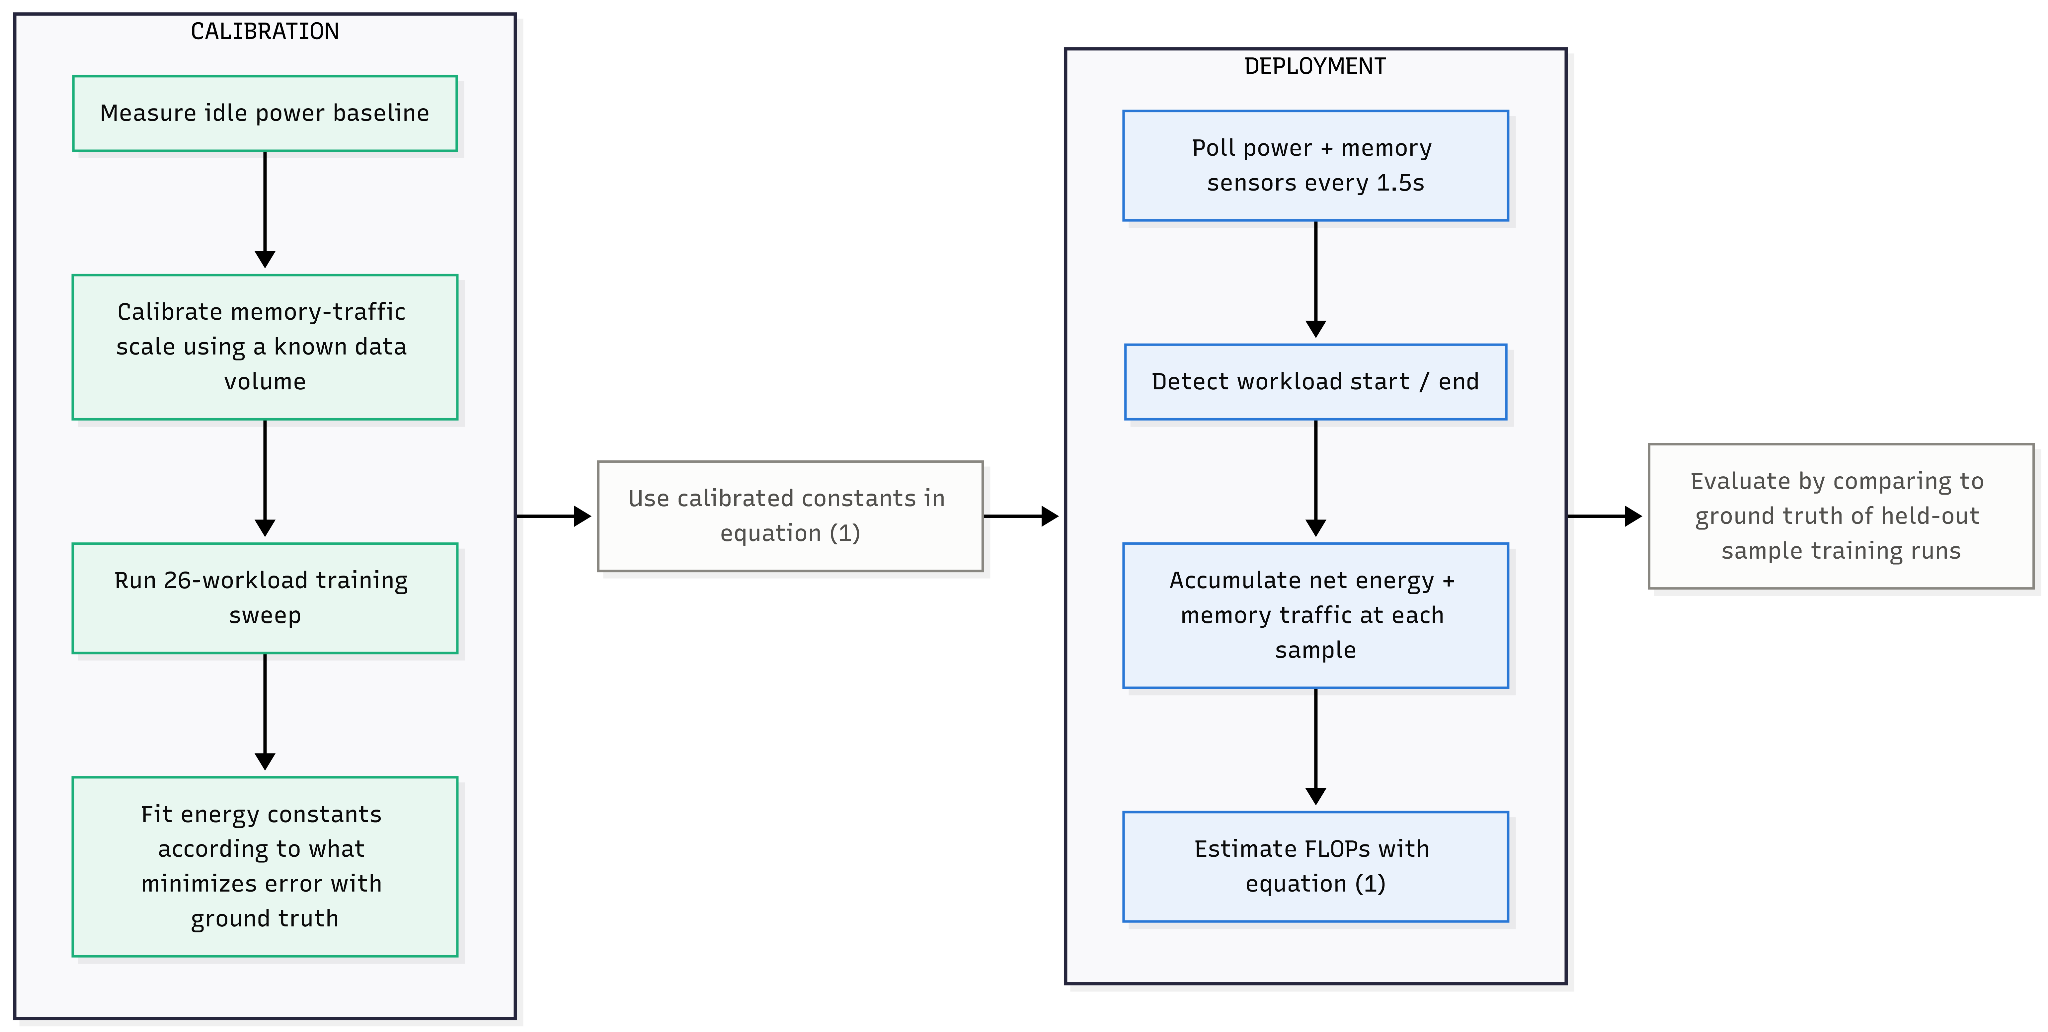 CALIBRATION
Measure idle power baseline
Calibrate memory-traffic
scale using a known data
volume
Run 26-workload training
sweep
Fit energy constants
according to what
minimizes error with
ground truth
Use calibrated constants in
equation (1)
DEPLOYMENT
Poll power + memory
sensors every 1.5s
Detect workload start / end
Accumulate net energy +
memory traffic at each
sample
Estimate FLOPs with
equation (1)
Evaluate by comparing to
ground truth of held-out
sample training runs